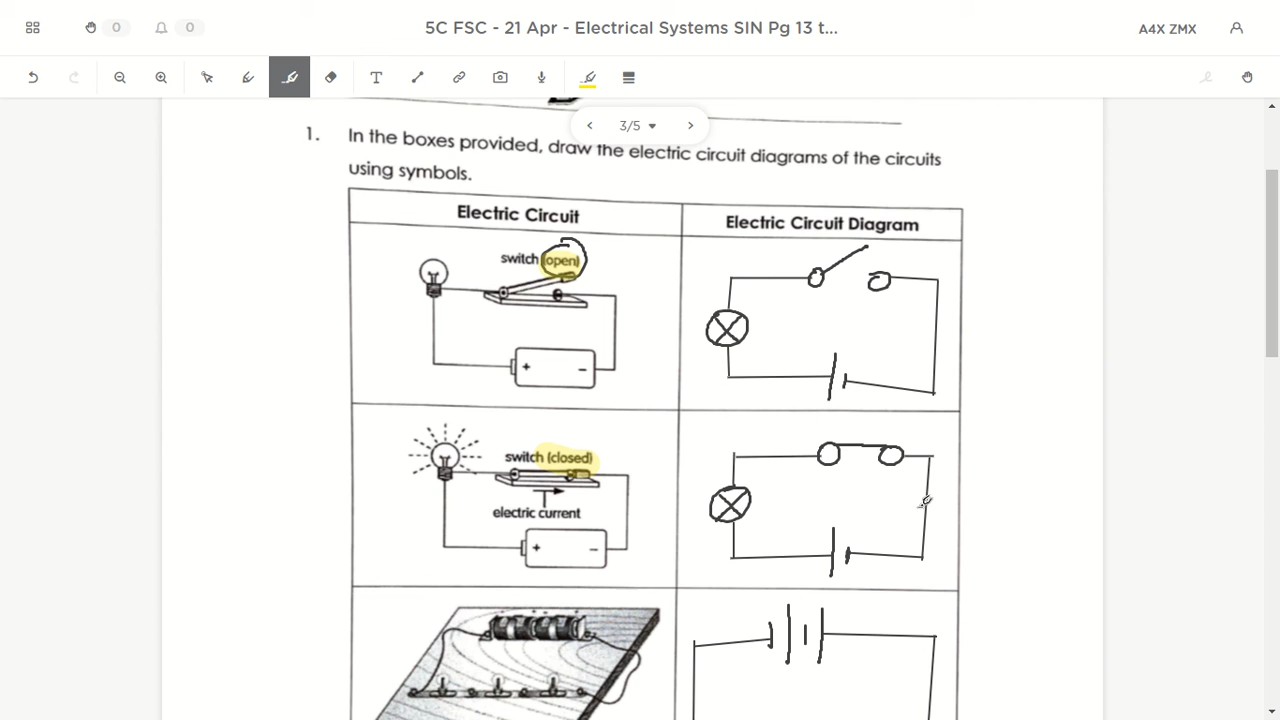 0
0
5C FSC - 21 Apr - Electrical Systems SIN Pg 13 t...
A4X ZMX
3/5
1. In the boxes provided, draw the electric circuit diagrams of the circuits
using symbols.
Electric Circuit
Electric Circuit Diagram
switch (open)
+ −
switch (closed)
electric current
+ −